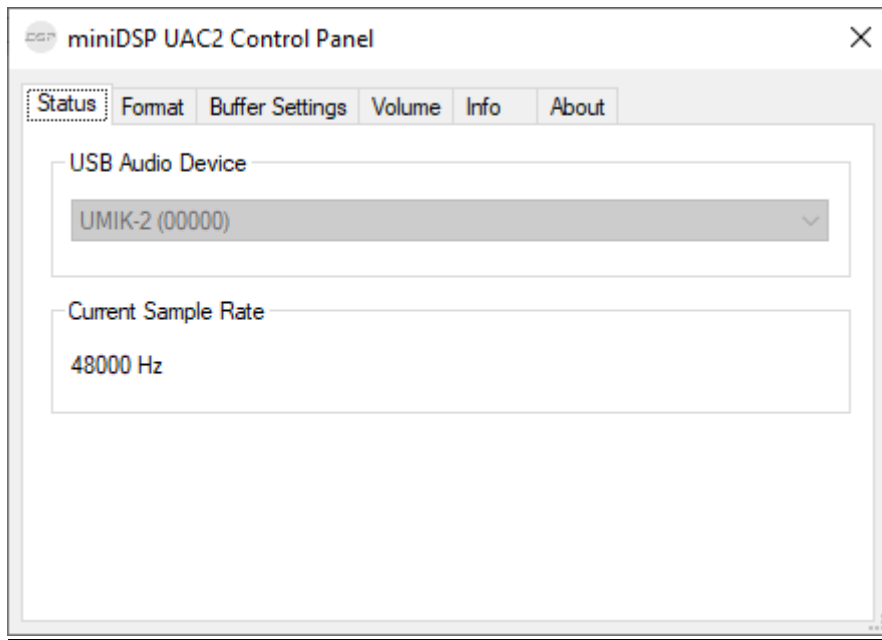 DSP miniDSP UAC2 Control Panel
Status Format Buffer Settings Volume Info About
USB Audio Device
UMIK-2 (00000)
Current Sample Rate
48000 Hz